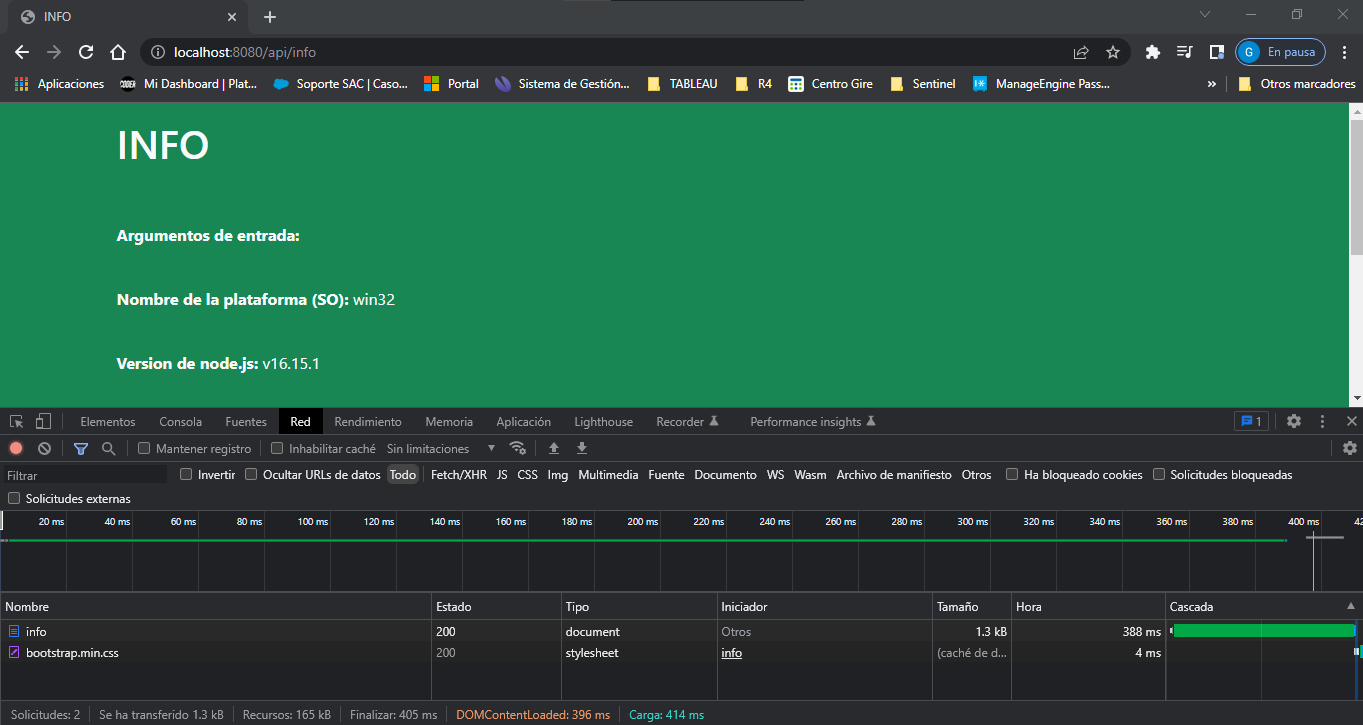 INFO
localhost:8080/api/info
G En pausa
Aplicaciones CODER Mi Dashboard | Plat... Soporte SAC | Caso... Portal Sistema de Gestión... TABLEAU R4 Centro Gire Sentinel ManageEngine Pass... » Otros marcadores
INFO
Argumentos de entrada:
Nombre de la plataforma (SO): win32
Version de node.js: v16.15.1
Elementos Consola Fuentes Red Rendimiento Memoria Aplicación Lighthouse Recorder Performance insights 1
Mantener registro Inhabilitar caché Sin limitaciones
Filtrar Invertir Ocultar URLs de datos Todo Fetch/XHR JS CSS Img Multimedia Fuente Documento WS Wasm Archivo de manifiesto Otros Ha bloqueado cookies Solicitudes bloqueadas
Solicitudes externas
20 ms 40 ms 60 ms 80 ms 100 ms 120 ms 140 ms 160 ms 180 ms 200 ms 220 ms 240 ms 260 ms 280 ms 300 ms 320 ms 340 ms 360 ms 380 ms 400 ms 42
Nombre Estado Tipo Iniciador Tamaño Hora Cascada
info 200 document Otros 1.3 kB 388 ms
bootstrap.min.css 200 stylesheet info (caché de d... 4 ms
Solicitudes: 2 Se ha transferido 1.3 kB Recursos: 165 kB Finalizar: 405 ms DOMContentLoaded: 396 ms Carga: 414 ms